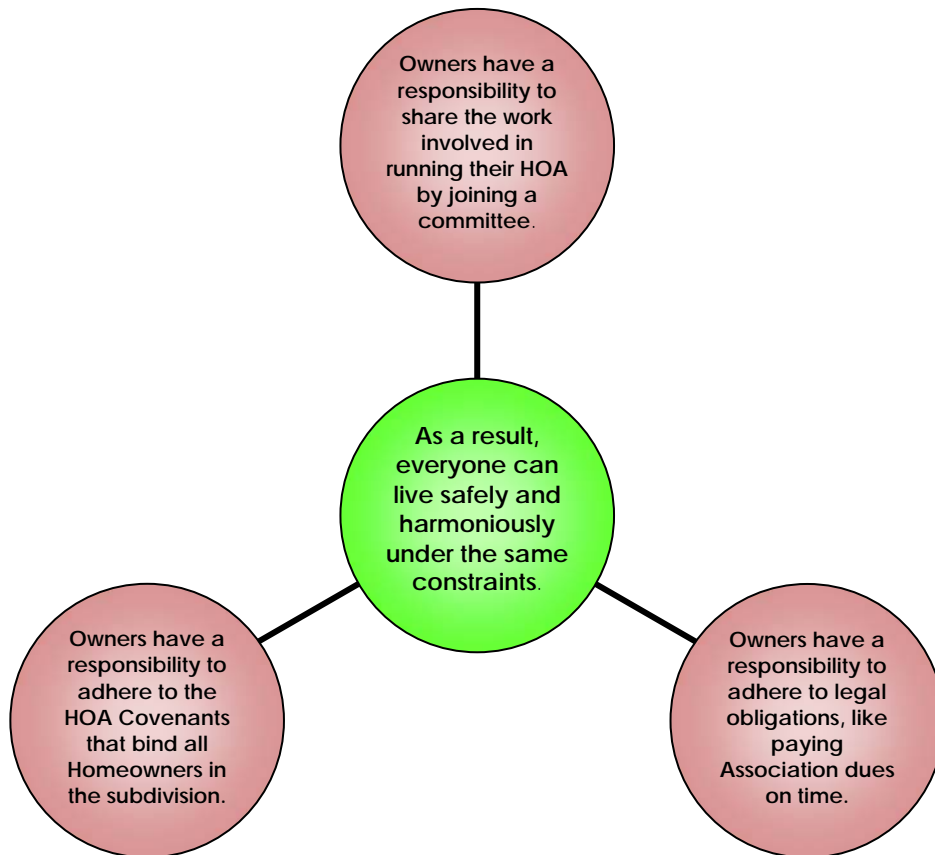 Owners have a
responsibility to
share the work
involved in
running their HOA
by joining a
committee.
As a result,
everyone can
live safely and
harmoniously
under the same
constraints.
Owners have a
responsibility to
adhere to the
HOA Covenants
that bind all
Homeowners in
the subdivision.
Owners have a
responsibility to
adhere to legal
obligations, like
paying
Association dues
on time.